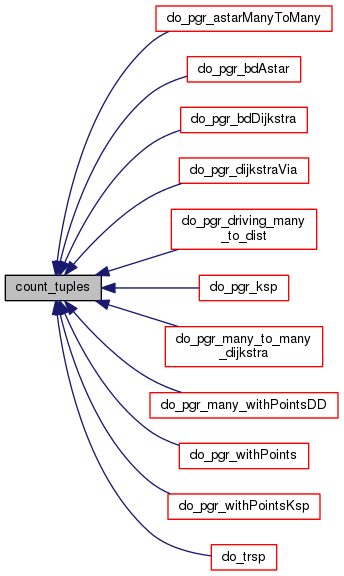 do_pgr_astarManyToMany
do_pgr_bdAstar
do_pgr_bdDijkstra
do_pgr_dijkstraVia
do_pgr_driving_many
_to_dist
count_tuples
do_pgr_ksp
do_pgr_many_to_many
_dijkstra
do_pgr_many_withPointsDD
do_pgr_withPoints
do_pgr_withPointsKsp
do_trsp